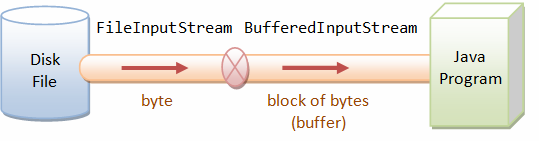 FileInputStream BufferedInputStream
Disk
File
Java
Program
byte
block of bytes
(buffer)